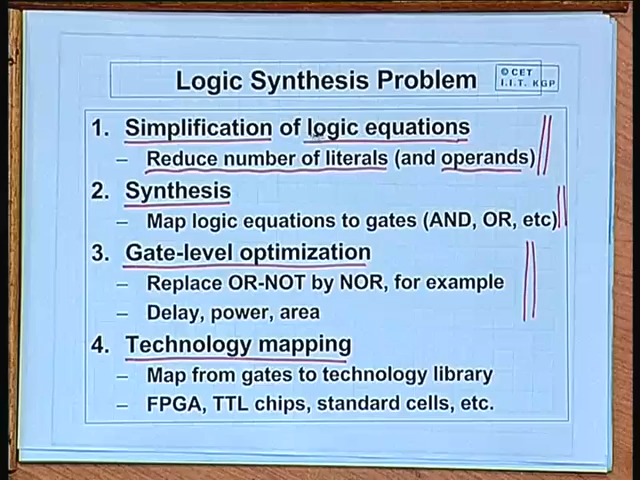 Logic Synthesis Problem
© CET
I.I.T. KGP
1. Simplification of logic equations
– Reduce number of literals (and operands)
2. Synthesis
– Map logic equations to gates (AND, OR, etc)
3. Gate-level optimization
– Replace OR-NOT by NOR, for example
– Delay, power, area
4. Technology mapping
– Map from gates to technology library
– FPGA, TTL chips, standard cells, etc.